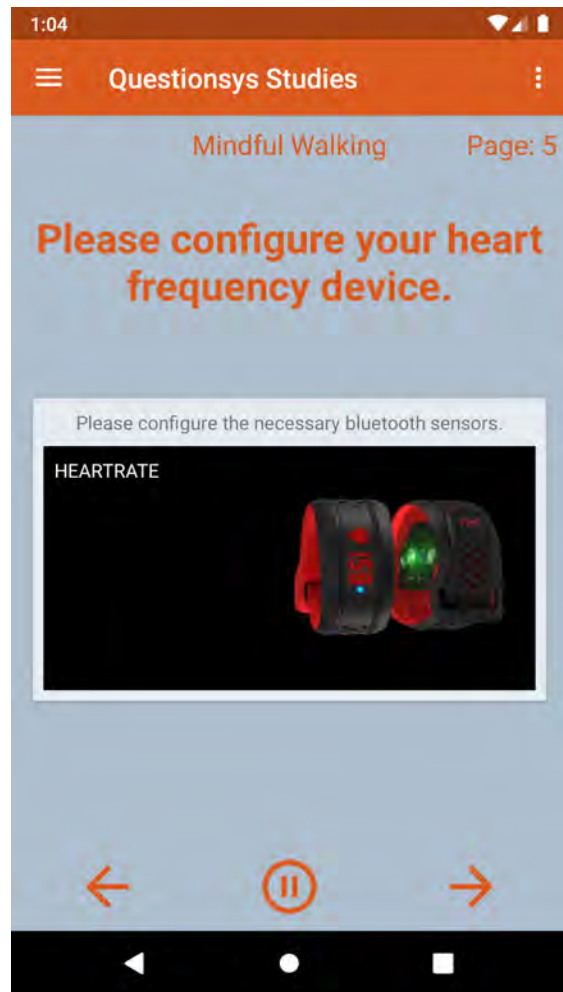 1:04
Questionsys Studies
Mindful Walking Page: 5
Please configure your heart
frequency device.
Please configure the necessary bluetooth sensors.
HEARTRATE